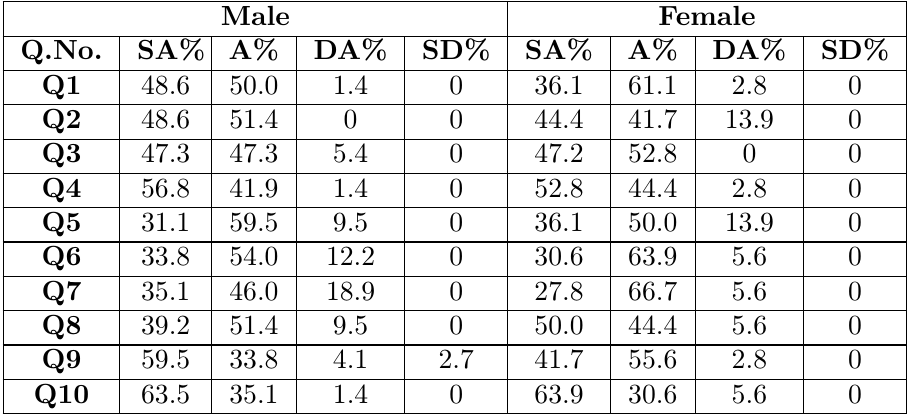 Male Female
Q.No. SA% A% DA% SD% SA% A% DA% SD%
Q1 48.6 50.0 1.4 0 36.1 61.1 2.8 0
Q2 48.6 51.4 0 0 44.4 41.7 13.9 0
Q3 47.3 47.3 5.4 0 47.2 52.8 0 0
Q4 56.8 41.9 1.4 0 52.8 44.4 2.8 0
Q5 31.1 59.5 9.5 0 36.1 50.0 13.9 0
Q6 33.8 54.0 12.2 0 30.6 63.9 5.6 0
Q7 35.1 46.0 18.9 0 27.8 66.7 5.6 0
Q8 39.2 51.4 9.5 0 50.0 44.4 5.6 0
Q9 59.5 33.8 4.1 2.7 41.7 55.6 2.8 0
Q10 63.5 35.1 1.4 0 63.9 30.6 5.6 0